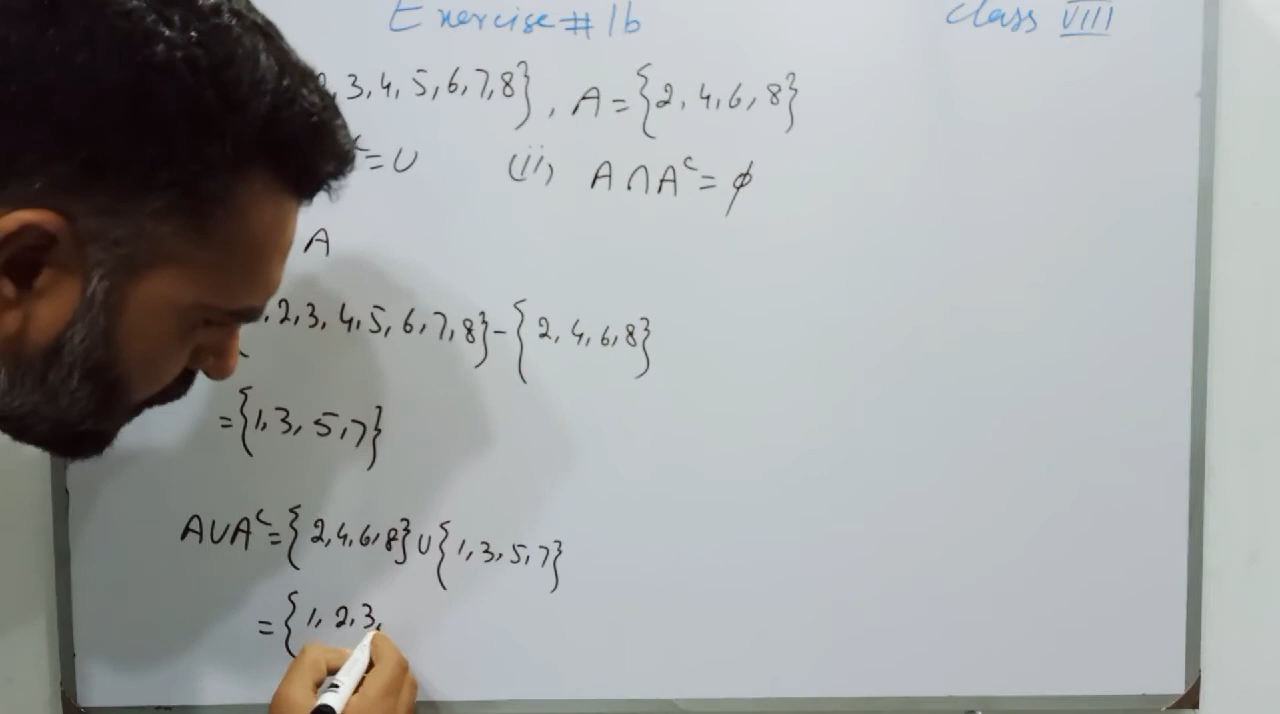 Exercise # 1b Class VIII
, 3, 4, 5, 6, 7, 8}, A = {2, 4, 6, 8}
c = U (ii) A ∩ Aᶜ = ϕ
A
, 2, 3, 4, 5, 6, 7, 8} - {2, 4, 6, 8}
= {1, 3, 5, 7}
A ∪ Aᶜ = {2, 4, 6, 8} ∪ {1, 3, 5, 7}
= {1, 2, 3,